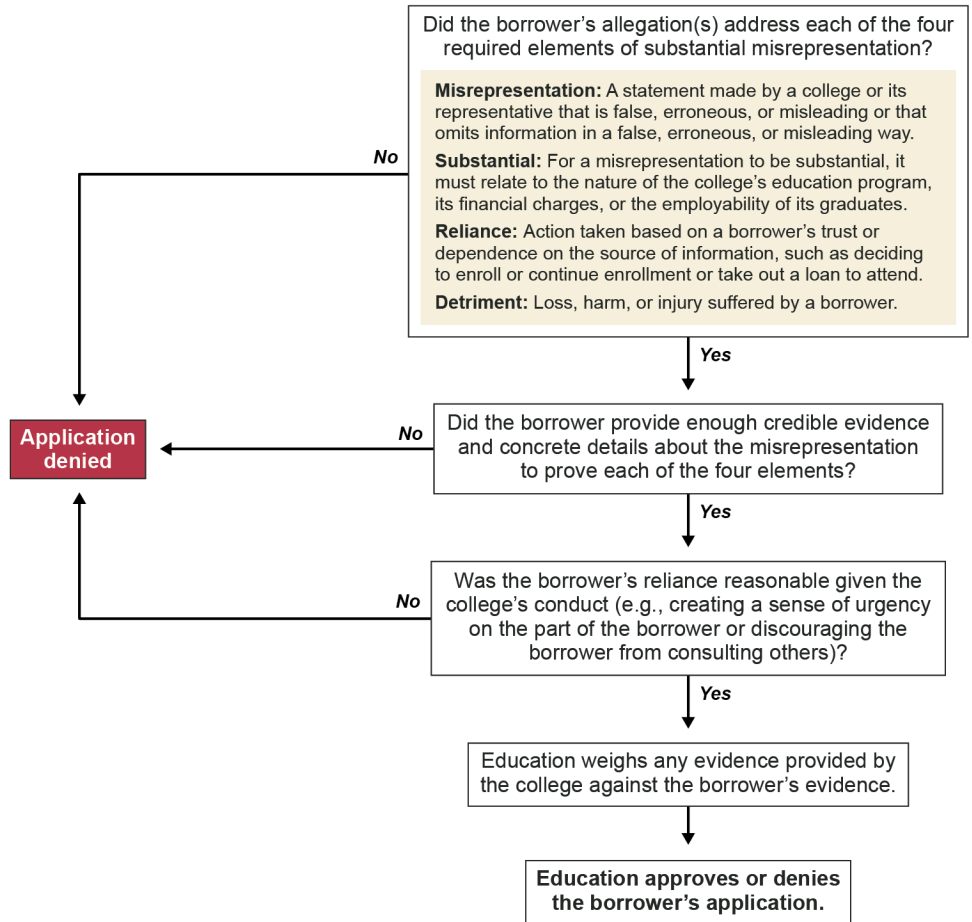 Did the borrower’s allegation(s) address each of the four
required elements of substantial misrepresentation?
Misrepresentation: A statement made by a college or its
representative that is false, erroneous, or misleading or that
omits information in a false, erroneous, or misleading way.
Substantial: For a misrepresentation to be substantial, it
must relate to the nature of the college’s education program,
its financial charges, or the employability of its graduates.
Reliance: Action taken based on a borrower’s trust or
dependence on the source of information, such as deciding
to enroll or continue enrollment or take out a loan to attend.
Detriment: Loss, harm, or injury suffered by a borrower.
No
Yes
Application
denied
No
Did the borrower provide enough credible evidence
and concrete details about the misrepresentation
to prove each of the four elements?
Yes
No
Was the borrower’s reliance reasonable given the
college’s conduct (e.g., creating a sense of urgency
on the part of the borrower or discouraging the
borrower from consulting others)?
Yes
Education weighs any evidence provided by
the college against the borrower’s evidence.
Education approves or denies
the borrower’s application.